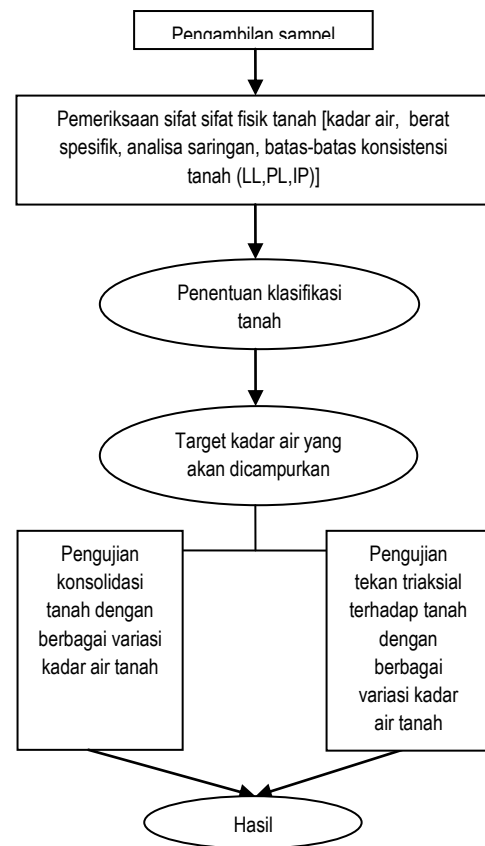 Pengambilan sampel
Pemeriksaan sifat sifat fisik tanah [kadar air, berat
spesifik, analisa saringan, batas-batas konsistensi
tanah (LL,PL,IP)]
Penentuan klasifikasi
tanah
Target kadar air yang
akan dicampurkan
Pengujian
konsolidasi
tanah dengan
berbagai variasi
kadar air tanah
Pengujian
tekan triaksial
terhadap tanah
dengan
berbagai
variasi kadar
air tanah
Hasil